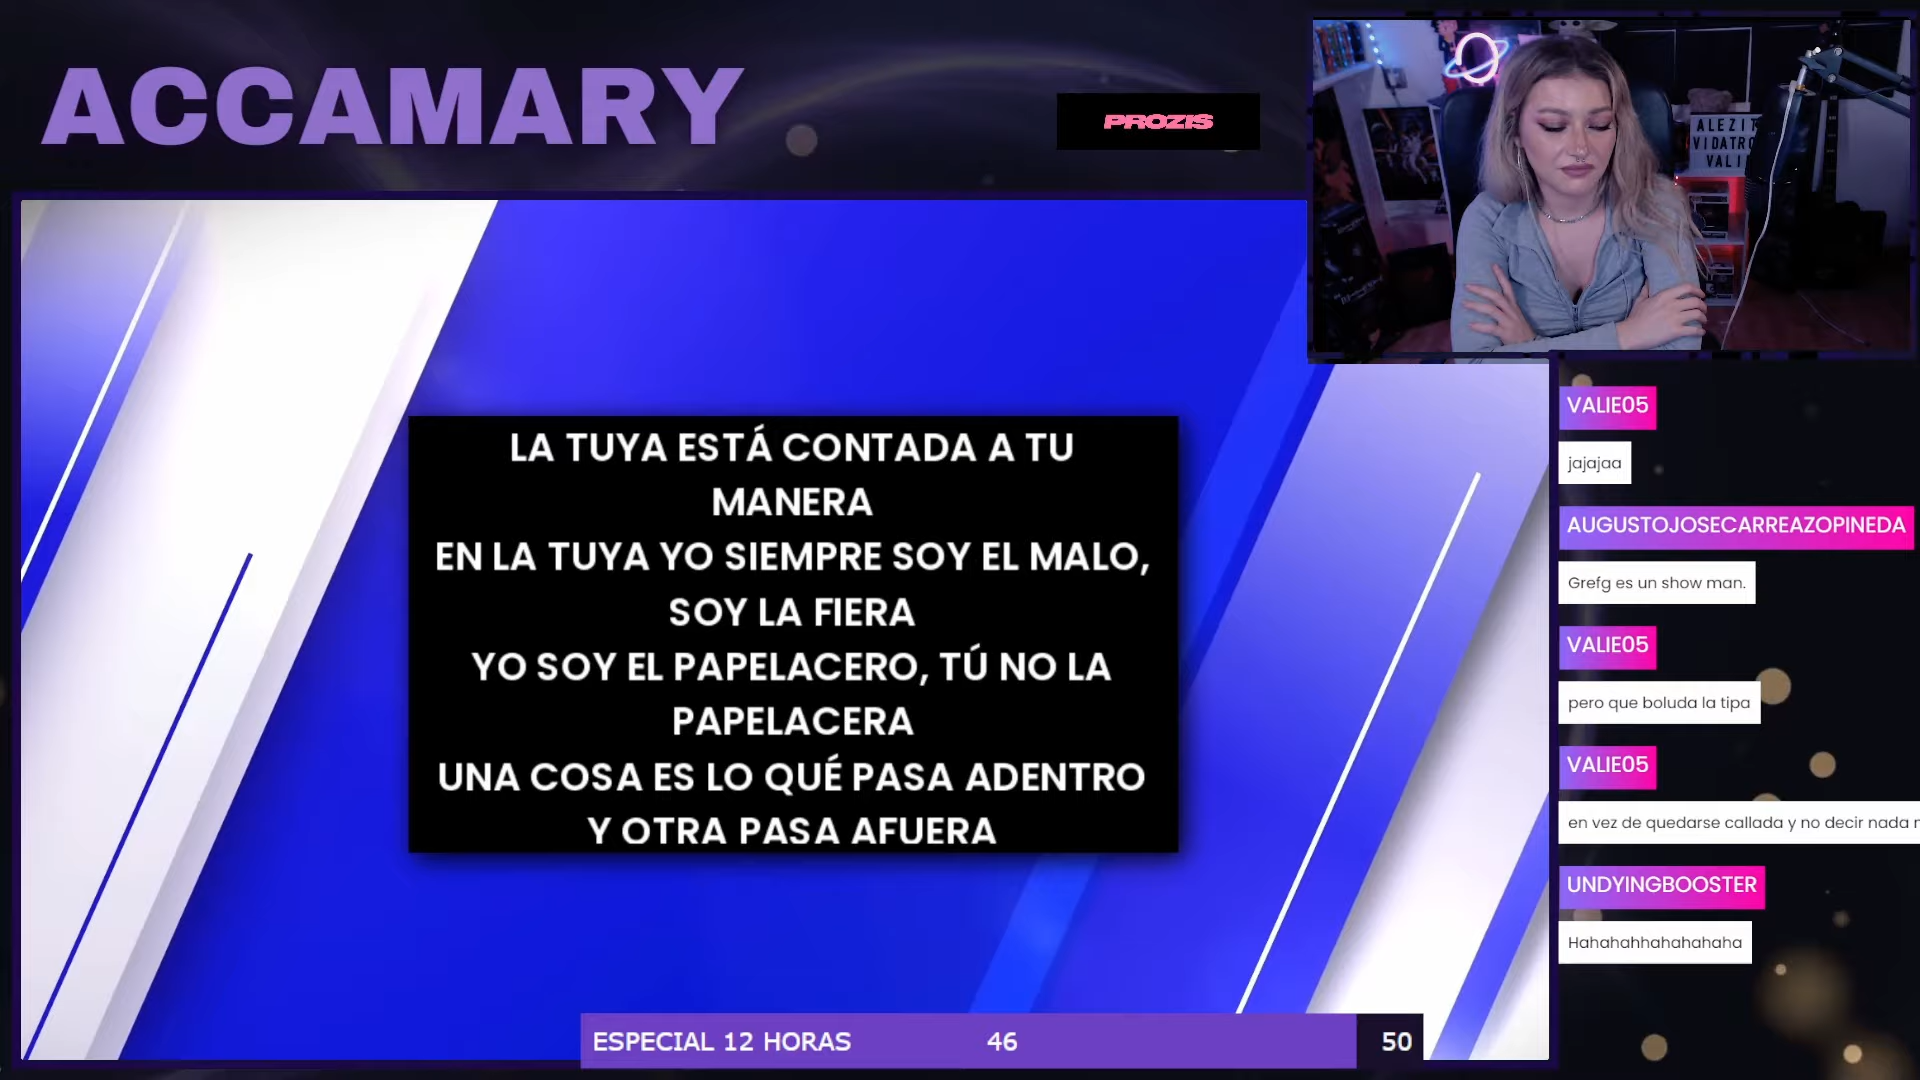 ACCAMARY
PROZIS
ALEZIT
VIDATRO
VALI
LA TUYA ESTÁ CONTADA A TU
MANERA
EN LA TUYA YO SIEMPRE SOY EL MALO,
SOY LA FIERA
YO SOY EL PAPELACERO, TÚ NO LA
PAPELACERA
UNA COSA ES LO QUÉ PASA ADENTRO
Y OTRA PASA AFUERA
VALIE05
jajajaa
AUGUSTOJOSECARREAZOPINEDA
Grefg es un show man.
VALIE05
pero que boluda la tipa
VALIE05
en vez de quedarse callada y no decir nada
UNDYINGBOOSTER
Hahahahhahahahaha
ESPECIAL 12 HORAS 46 50